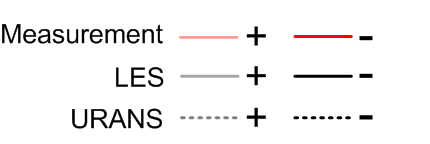 Measurement + -
LES + -
URANS + -